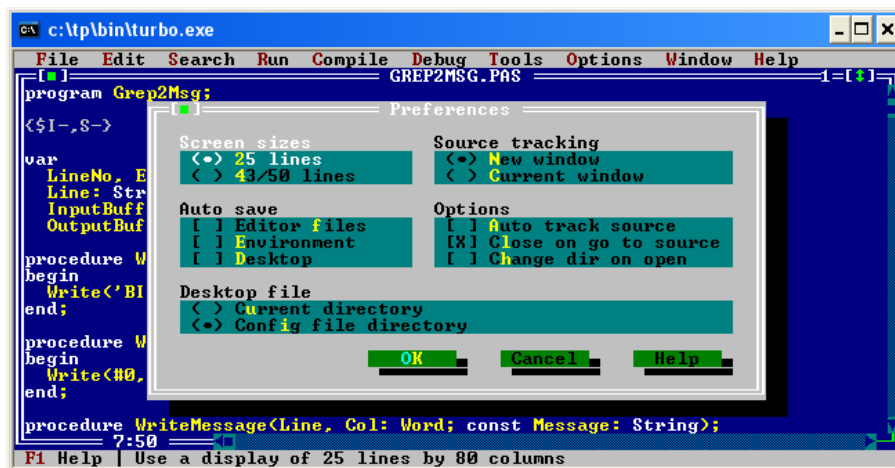 c:\tp\bin\turbo.exe
File Edit Search Run Compile Debug Tools Options Window Help
[■] GREP2MSG.PAS 1=[↕]
program Grep2Msg;
{$I-,S-}
var
LineNo, E
Line: Str
InputBuff
OutputBuf
procedure W
begin
Write('BI
end;
procedure W
begin
Write(#0,
end;
procedure WriteMessage(Line, Col: Word; const Message: String);
7:50
[■] Preferences
Screen sizes
(•) 25 lines
( ) 43/50 lines
Source tracking
(•) New window
( ) Current window
Auto save
[ ] Editor files
[ ] Environment
[ ] Desktop
Options
[ ] Auto track source
[X] Close on go to source
[ ] Change dir on open
Desktop file
( ) Current directory
(•) Config file directory
OK Cancel Help
F1 Help | Use a display of 25 lines by 80 columns